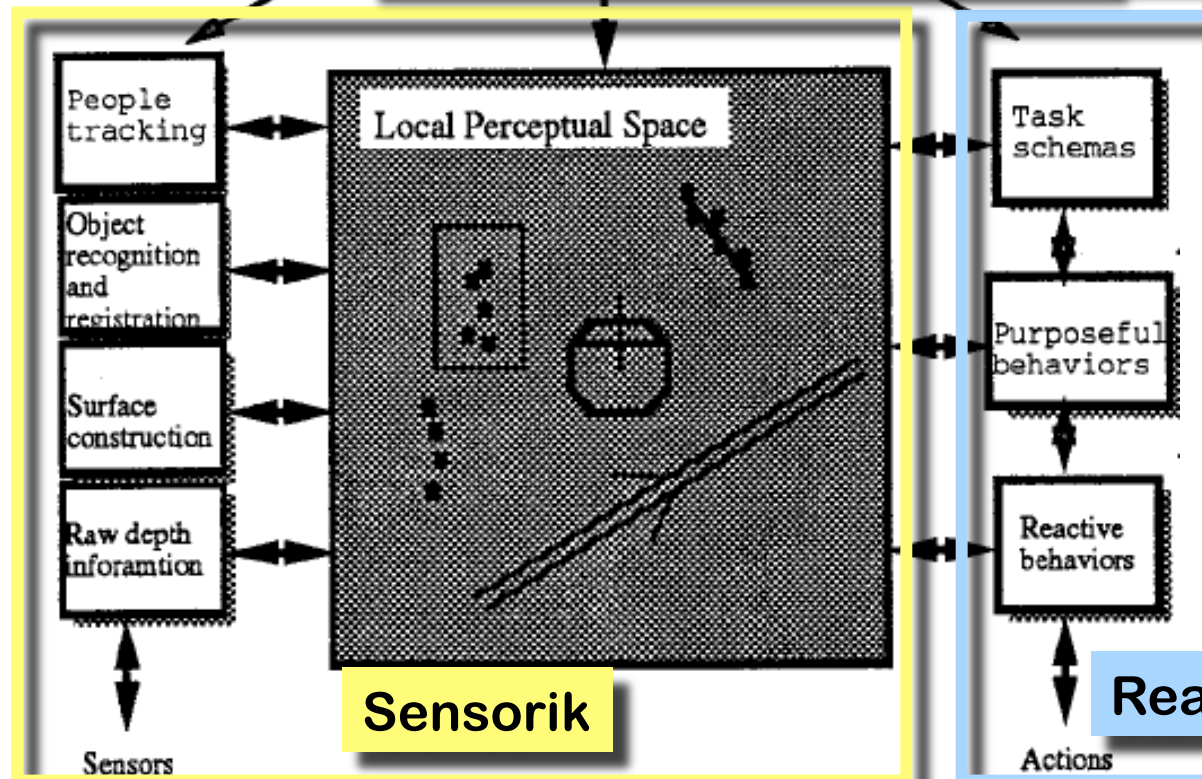 People
tracking
Object
recognition
and
registration
Surface
construction
Raw depth
inforamtion
Sensors
Local Perceptual Space
Sensorik
Task
schemas
Purposeful
behaviors
Reactive
behaviors
Rea
Actions